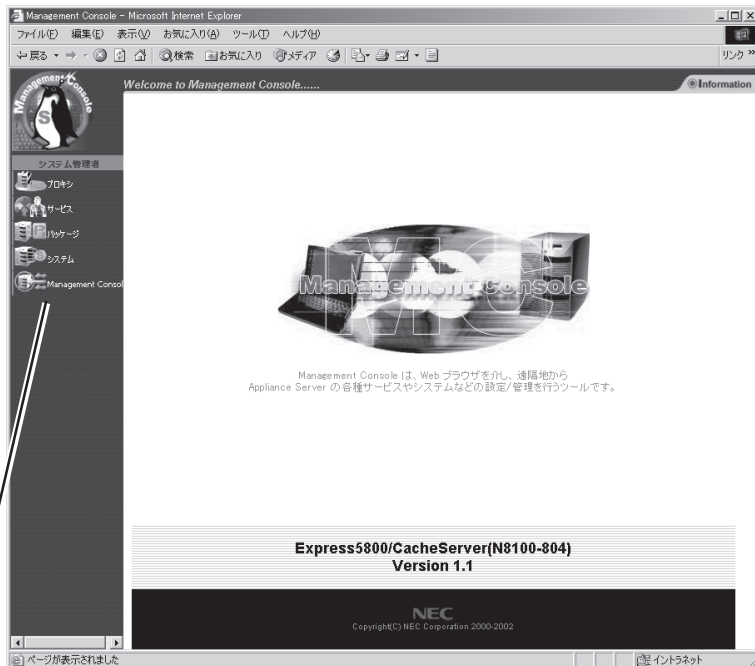 Management Console - Microsoft Internet Explorer
ファイル(F) 編集(E) 表示(V) お気に入り(A) ツール(T) ヘルプ(H)
戻る 検索 お気に入り メディア リンク »
Management Console
S
Welcome to Management Console......
Information
システム管理者
プロキシ
サービス
パッケージ
システム
Management Consol
MC
Management Console
Management Console は、Web ブラウザを介し、遠隔地から
Appliance Server の各種サービスやシステムなどの設定/管理を行うツールです。
Express5800/CacheServer(N8100-804)
Version 1.1
NEC
Copyright(C) NEC Corporation 2000-2002
ページが表示されました
イントラネット